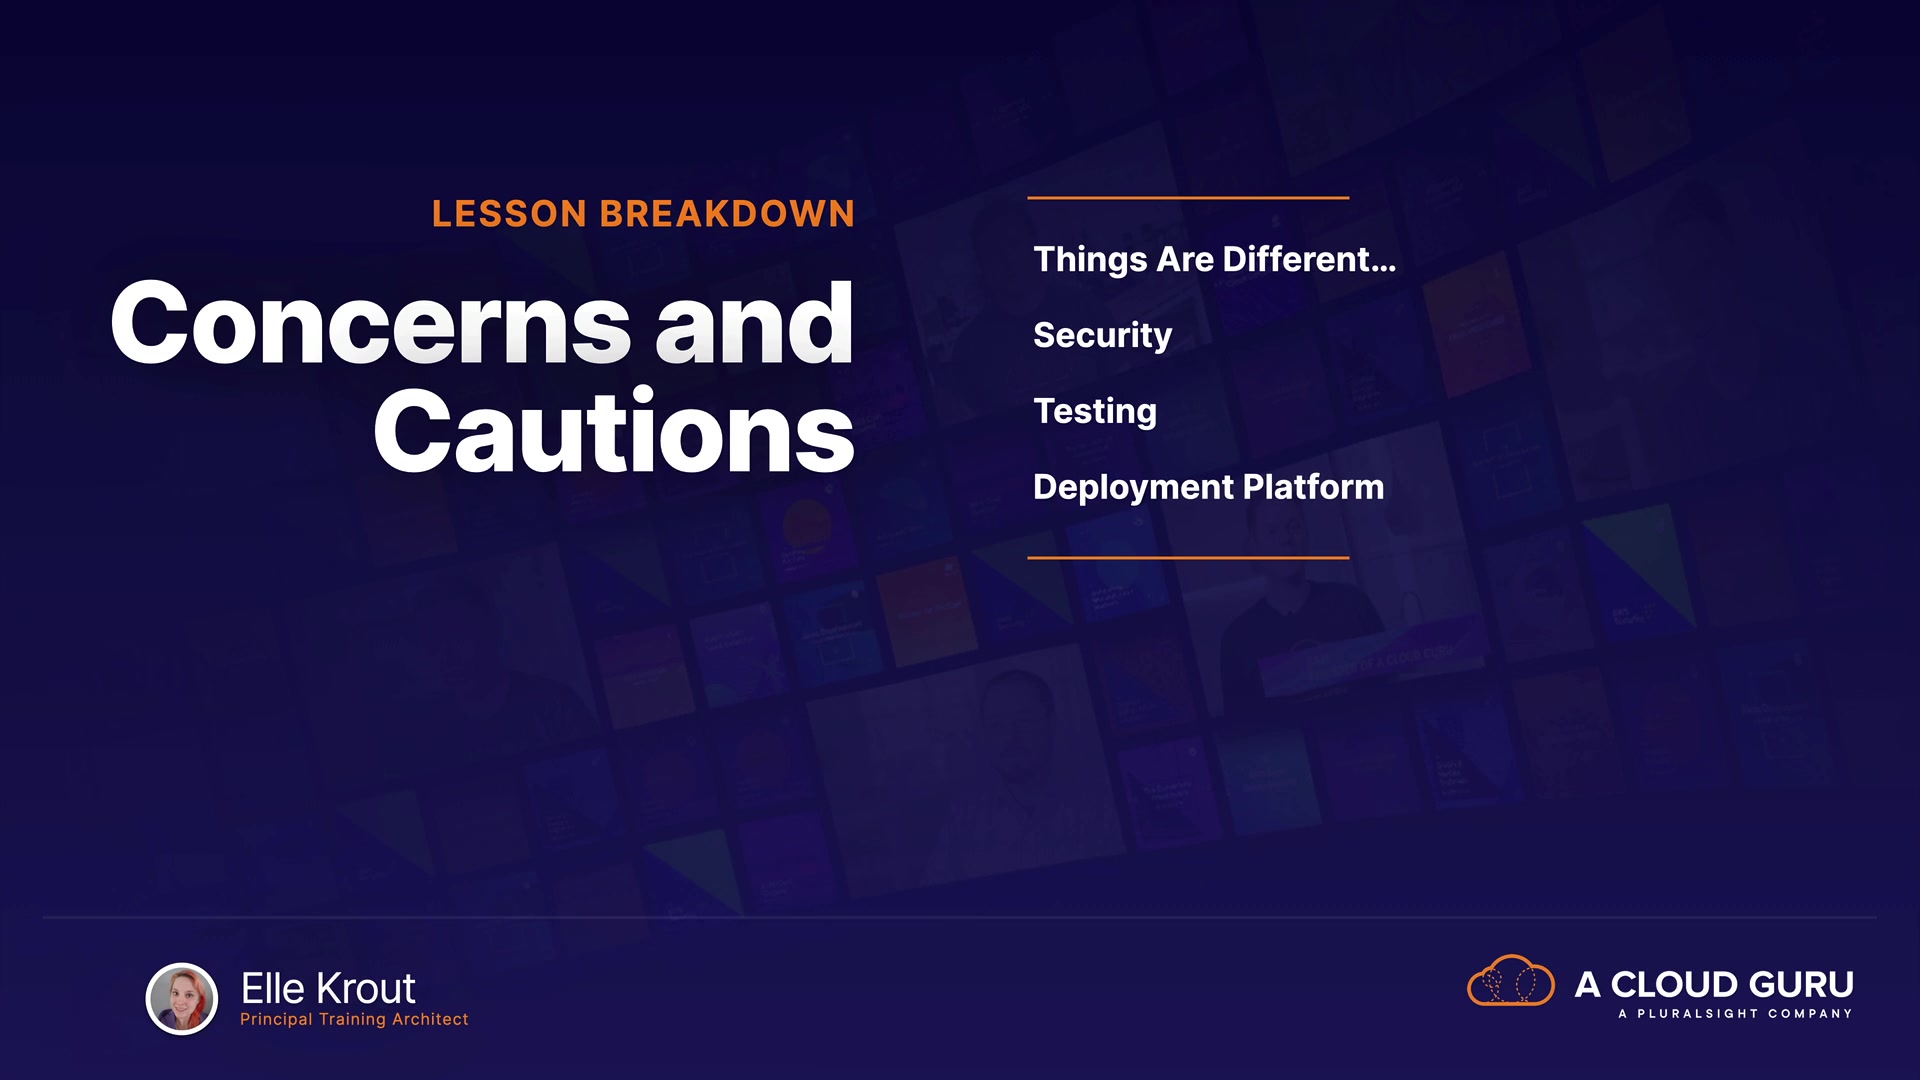 LESSON BREAKDOWN
Concerns and
Cautions
Things Are Different...
Security
Testing
Deployment Platform
Elle Krout
Principal Training Architect
A CLOUD GURU
A PLURALSIGHT COMPANY